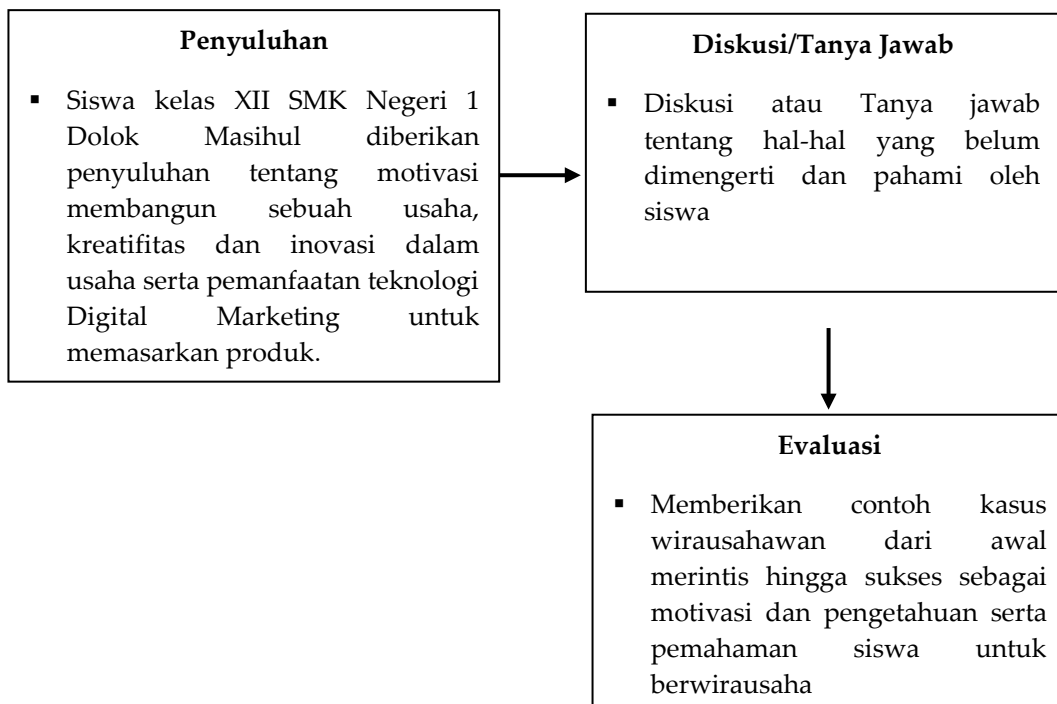 Penyuluhan
▪ Siswa kelas XII SMK Negeri 1
Dolok Masihul diberikan
penyuluhan tentang motivasi
membangun sebuah usaha,
kreatifitas dan inovasi dalam
usaha serta pemanfaatan teknologi
Digital Marketing untuk
memasarkan produk.
Diskusi/Tanya Jawab
▪ Diskusi atau Tanya jawab
tentang hal-hal yang belum
dimengerti dan pahami oleh
siswa
Evaluasi
▪ Memberikan contoh kasus
wirausahawan dari awal
merintis hingga sukses sebagai
motivasi dan pengetahuan serta
pemahaman siswa untuk
berwirausaha